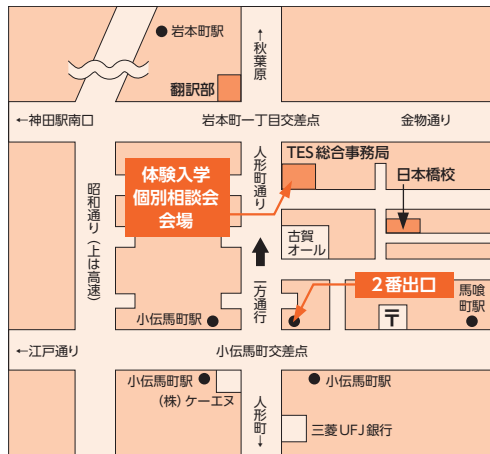 岩本町駅
↑秋葉原
翻訳部
←神田駅南口
岩本町一丁目交差点
金物通り
TES総合事務局
日本橋校
体験入学
個別相談会
会場
人形町通り
昭和通り（上は高速）
古賀
オール
2番出口
馬喰
町駅
一方通行
小伝馬町駅
〒
←江戸通り
小伝馬町交差点
小伝馬町駅
(株)ケーエヌ
人形町→
小伝馬町駅
三菱UFJ銀行